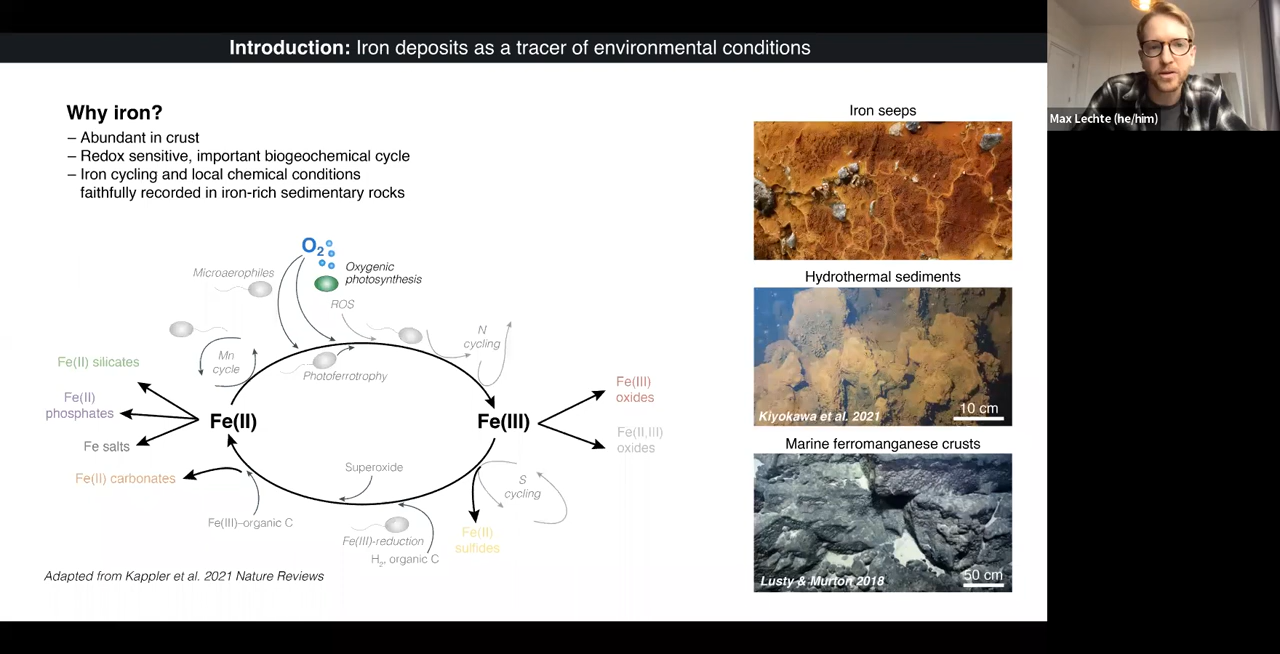 Introduction: Iron deposits as a tracer of environmental conditions
Max Lechte (he/him)
Why iron?
– Abundant in crust
– Redox sensitive, important biogeochemical cycle
– Iron cycling and local chemical conditions
faithfully recorded in iron-rich sedimentary rocks
O2
Oxygenic
photosynthesis
Microaerophiles
ROS
N
cycling
Mn
cycle
Photoferrotrophy
Fe(II) silicates
Fe(II)
phosphates
Fe salts
Fe(II) carbonates
Fe(II)
Fe(III)
Fe(III)
oxides
Fe(II,III)
oxides
Superoxide
S
cycling
Fe(III)–organic C
Fe(III)-reduction
H2, organic C
Fe(II)
sulfides
Adapted from Kappler et al. 2021 Nature Reviews
Iron seeps
Hydrothermal sediments
Kiyokawa et al. 2021
10 cm
Marine ferromanganese crusts
Lusty & Murton 2018
50 cm